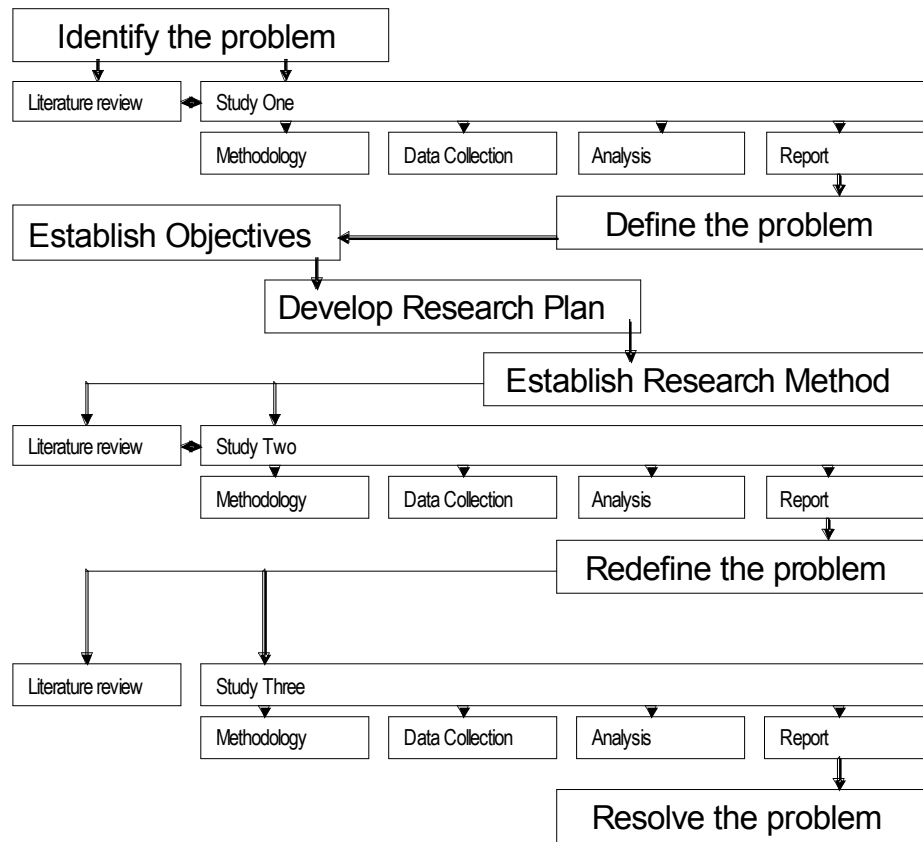 Identify the problem
Literature review
Study One
Methodology
Data Collection
Analysis
Report
Define the problem
Establish Objectives
Develop Research Plan
Establish Research Method
Literature review
Study Two
Methodology
Data Collection
Analysis
Report
Redefine the problem
Literature review
Study Three
Methodology
Data Collection
Analysis
Report
Resolve the problem